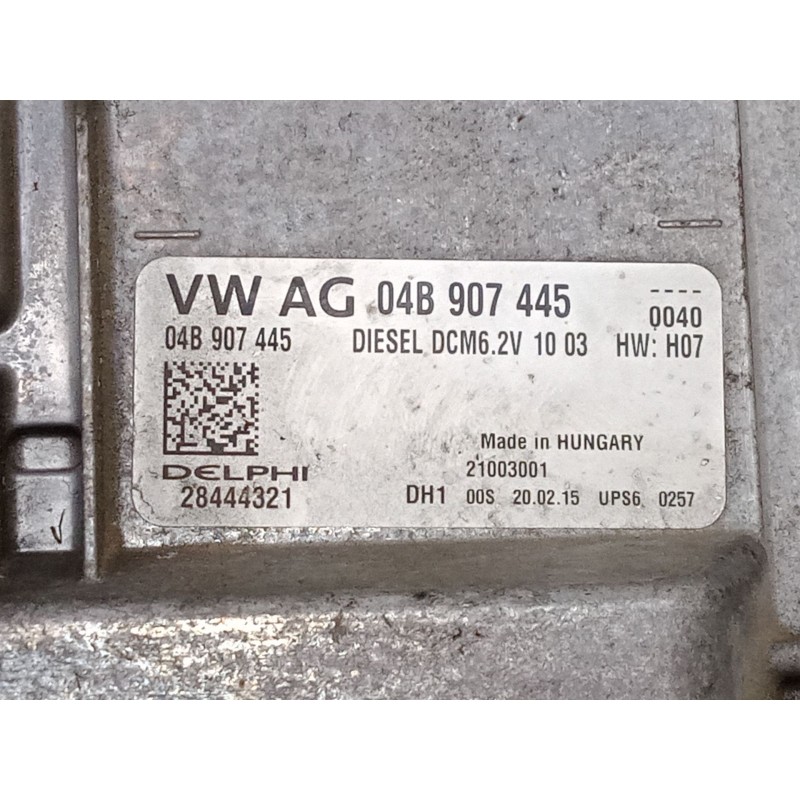 VW AG 04B 907 445 ----
0040
04B 907 445 DIESEL DCM6.2V 10 03 HW: H07
Made in HUNGARY
DELPHI 21003001
28444321 DH1 00S 20.02.15 UPS6 0257